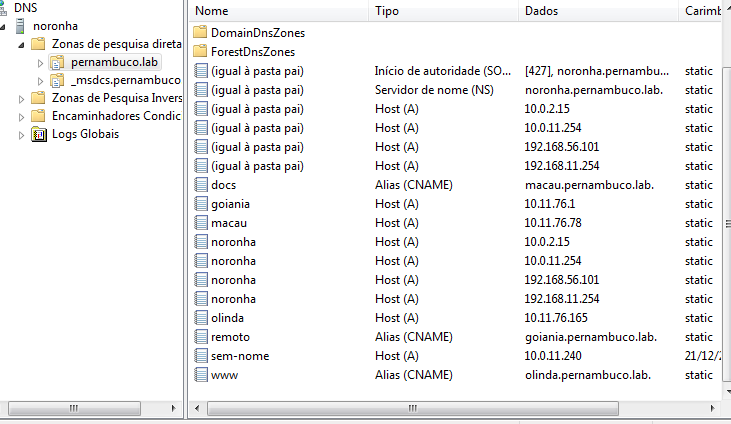 DNS
noronha
Zonas de pesquisa direta
pernambuco.lab
_msdcs.pernambuco
Zonas de Pesquisa Invers
Encaminhadores Condic
Logs Globais
Nome Tipo Dados Carimb
DomainDnsZones
ForestDnsZones
(igual à pasta pai) Início de autoridade (SO... [427], noronha.pernambu... static
(igual à pasta pai) Servidor de nome (NS) noronha.pernambuco.lab. static
(igual à pasta pai) Host (A) 10.0.2.15 static
(igual à pasta pai) Host (A) 10.0.11.254 static
(igual à pasta pai) Host (A) 192.168.56.101 static
(igual à pasta pai) Host (A) 192.168.11.254 static
docs Alias (CNAME) macau.pernambuco.lab. static
goiania Host (A) 10.11.76.1 static
macau Host (A) 10.11.76.78 static
noronha Host (A) 10.0.2.15 static
noronha Host (A) 10.0.11.254 static
noronha Host (A) 192.168.56.101 static
noronha Host (A) 192.168.11.254 static
olinda Host (A) 10.11.76.165 static
remoto Alias (CNAME) goiania.pernambuco.lab. static
sem-nome Host (A) 10.0.11.240 21/12/2
www Alias (CNAME) olinda.pernambuco.lab. static